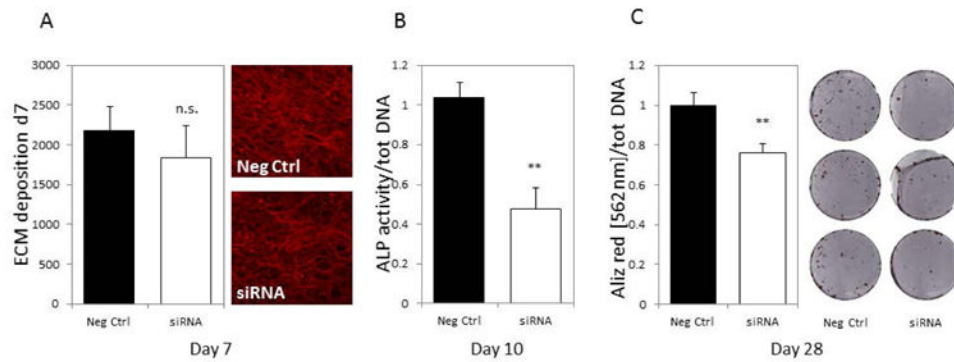 A
B
C
3000
2500
2000
1500
1000
500
0
ECM deposition d7
n.s.
Neg Ctrl
siRNA
Neg Ctrl
siRNA
Day 7
1.2
1
0.8
0.6
0.4
0.2
0
ALP activity/tot DNA
**
Neg Ctrl
siRNA
Day 10
1.2
1
0.8
0.6
0.4
0.2
0
Aliz red [562nm]/tot DNA
**
Neg Ctrl
siRNA
Neg Ctrl
siRNA
Day 28